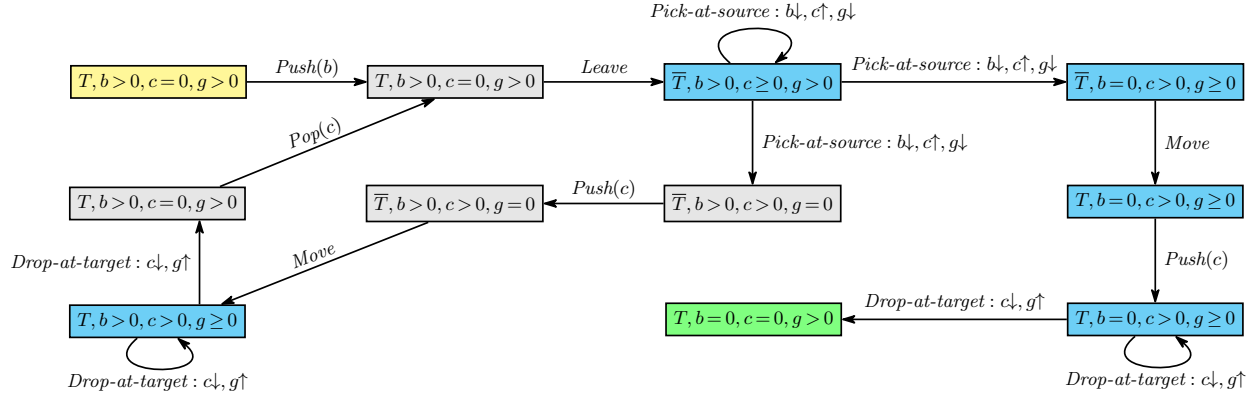 Pick-at-source : b↓, c↑, g↓
T, b > 0, c = 0, g > 0
Push(b)
T, b > 0, c = 0, g > 0
Leave
T̅, b > 0, c ≥ 0, g > 0
Pick-at-source : b↓, c↑, g↓
T̅, b = 0, c > 0, g ≥ 0
Pop(c)
Pick-at-source : b↓, c↑, g↓
Move
T, b > 0, c = 0, g > 0
T̅, b > 0, c > 0, g = 0
Push(c)
T̅, b > 0, c > 0, g = 0
T, b = 0, c > 0, g ≥ 0
Drop-at-target : c↓, g↑
Move
Push(c)
T, b > 0, c > 0, g ≥ 0
T, b = 0, c = 0, g > 0
Drop-at-target : c↓, g↑
T, b = 0, c > 0, g ≥ 0
Drop-at-target : c↓, g↑
Drop-at-target : c↓, g↑